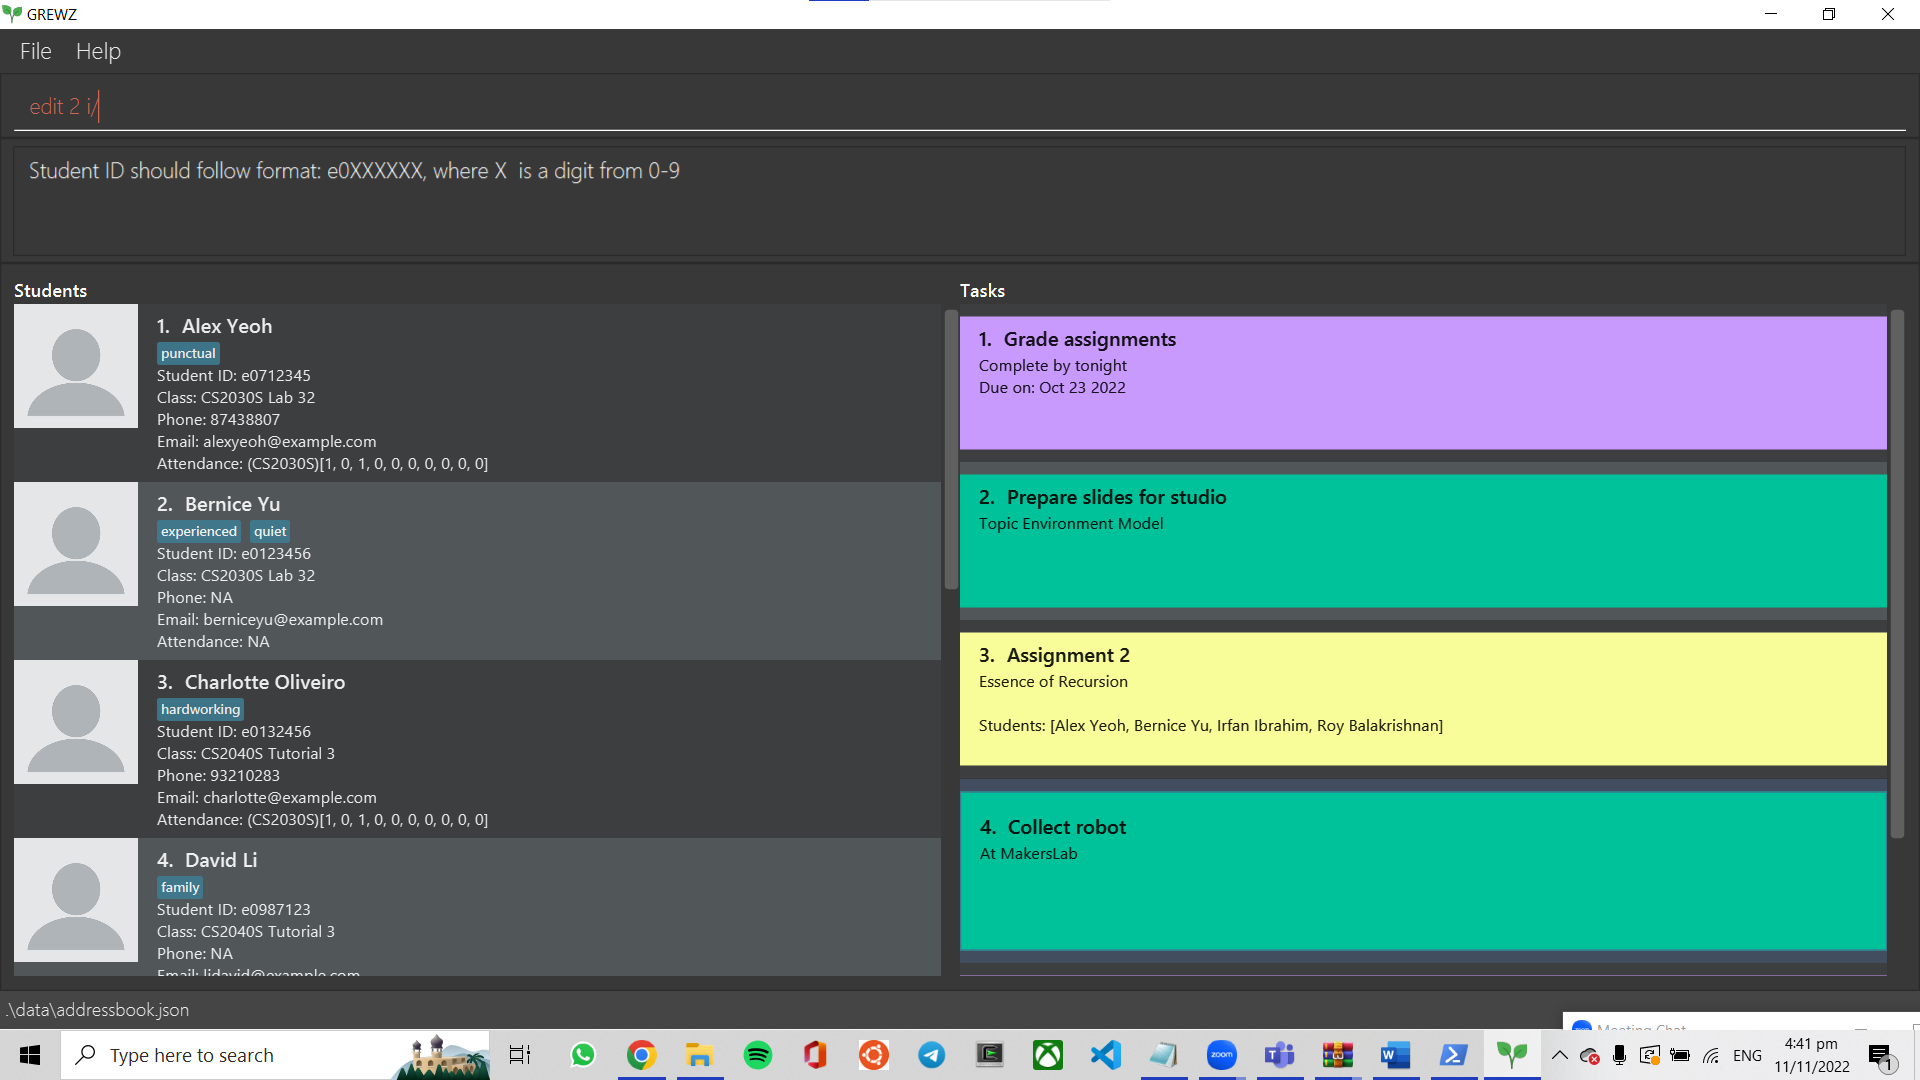 GREWZ
File Help
edit 2 i/
Student ID should follow format: e0XXXXXX, where X  is a digit from 0-9
Students
1. Alex Yeoh
punctual
Student ID: e0712345
Class: CS2030S Lab 32
Phone: 87438807
Email: alexyeoh@example.com
Attendance: (CS2030S)[1, 0, 1, 0, 0, 0, 0, 0, 0, 0]
2. Bernice Yu
experienced quiet
Student ID: e0123456
Class: CS2030S Lab 32
Phone: NA
Email: berniceyu@example.com
Attendance: NA
3. Charlotte Oliveiro
hardworking
Student ID: e0132456
Class: CS2040S Tutorial 3
Phone: 93210283
Email: charlotte@example.com
Attendance: (CS2030S)[1, 0, 1, 0, 0, 0, 0, 0, 0, 0]
4. David Li
family
Student ID: e0987123
Class: CS2040S Tutorial 3
Phone: NA
Email: lidavid@example.com
Tasks
1. Grade assignments
Complete by tonight
Due on: Oct 23 2022
2. Prepare slides for studio
Topic Environment Model
3. Assignment 2
Essence of Recursion
Students: [Alex Yeoh, Bernice Yu, Irfan Ibrahim, Roy Balakrishnan]
4. Collect robot
At MakersLab
.\data\addressbook.json
Meeting Chat
Type here to search
zoom
ENG
4:41 pm
11/11/2022
1